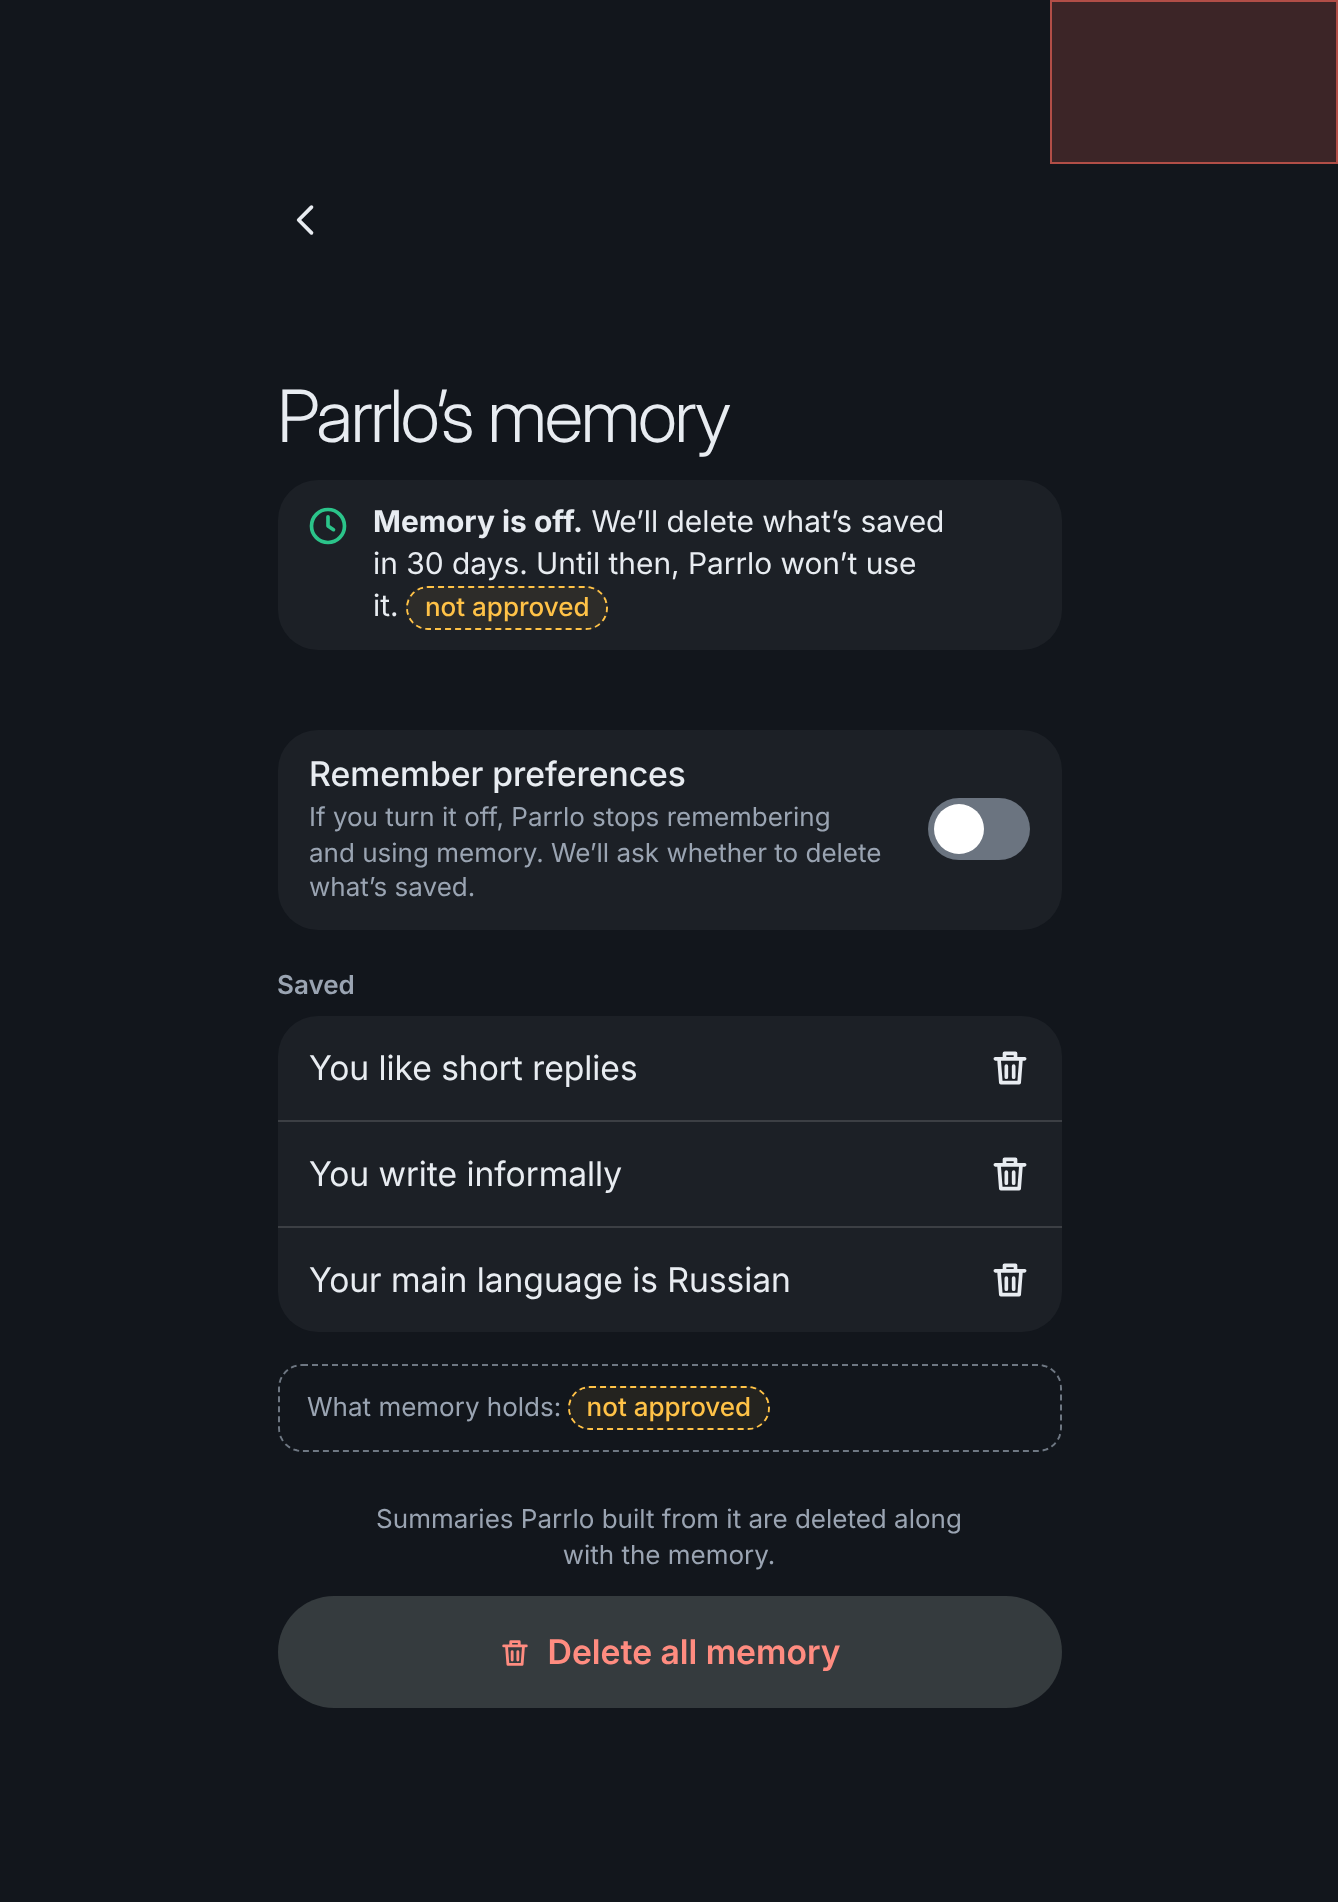 Parrlo’s memory
Memory is off. We’ll delete what’s saved
in 30 days. Until then, Parrlo won’t use
it. not approved
Remember preferences
If you turn it off, Parrlo stops remembering
and using memory. We’ll ask whether to delete
what’s saved.
Saved
You like short replies
You write informally
Your main language is Russian
What memory holds: not approved
Summaries Parrlo built from it are deleted along
with the memory.
Delete all memory